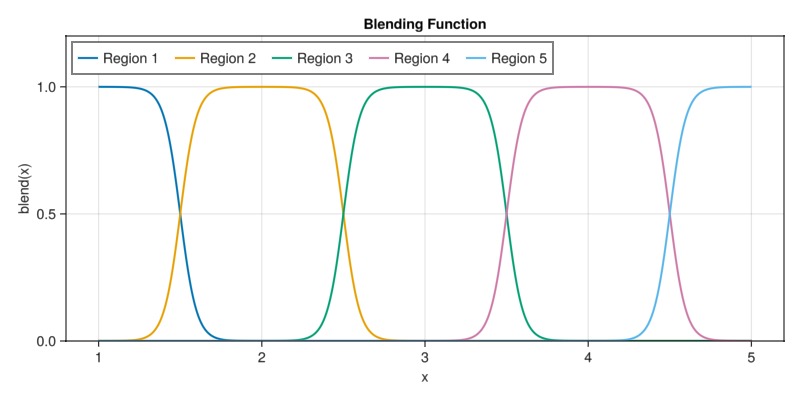 Blending Function
Region 1 Region 2 Region 3 Region 4 Region 5
1.0
0.5
0.0
blend(x)
1 2 3 4 5
x